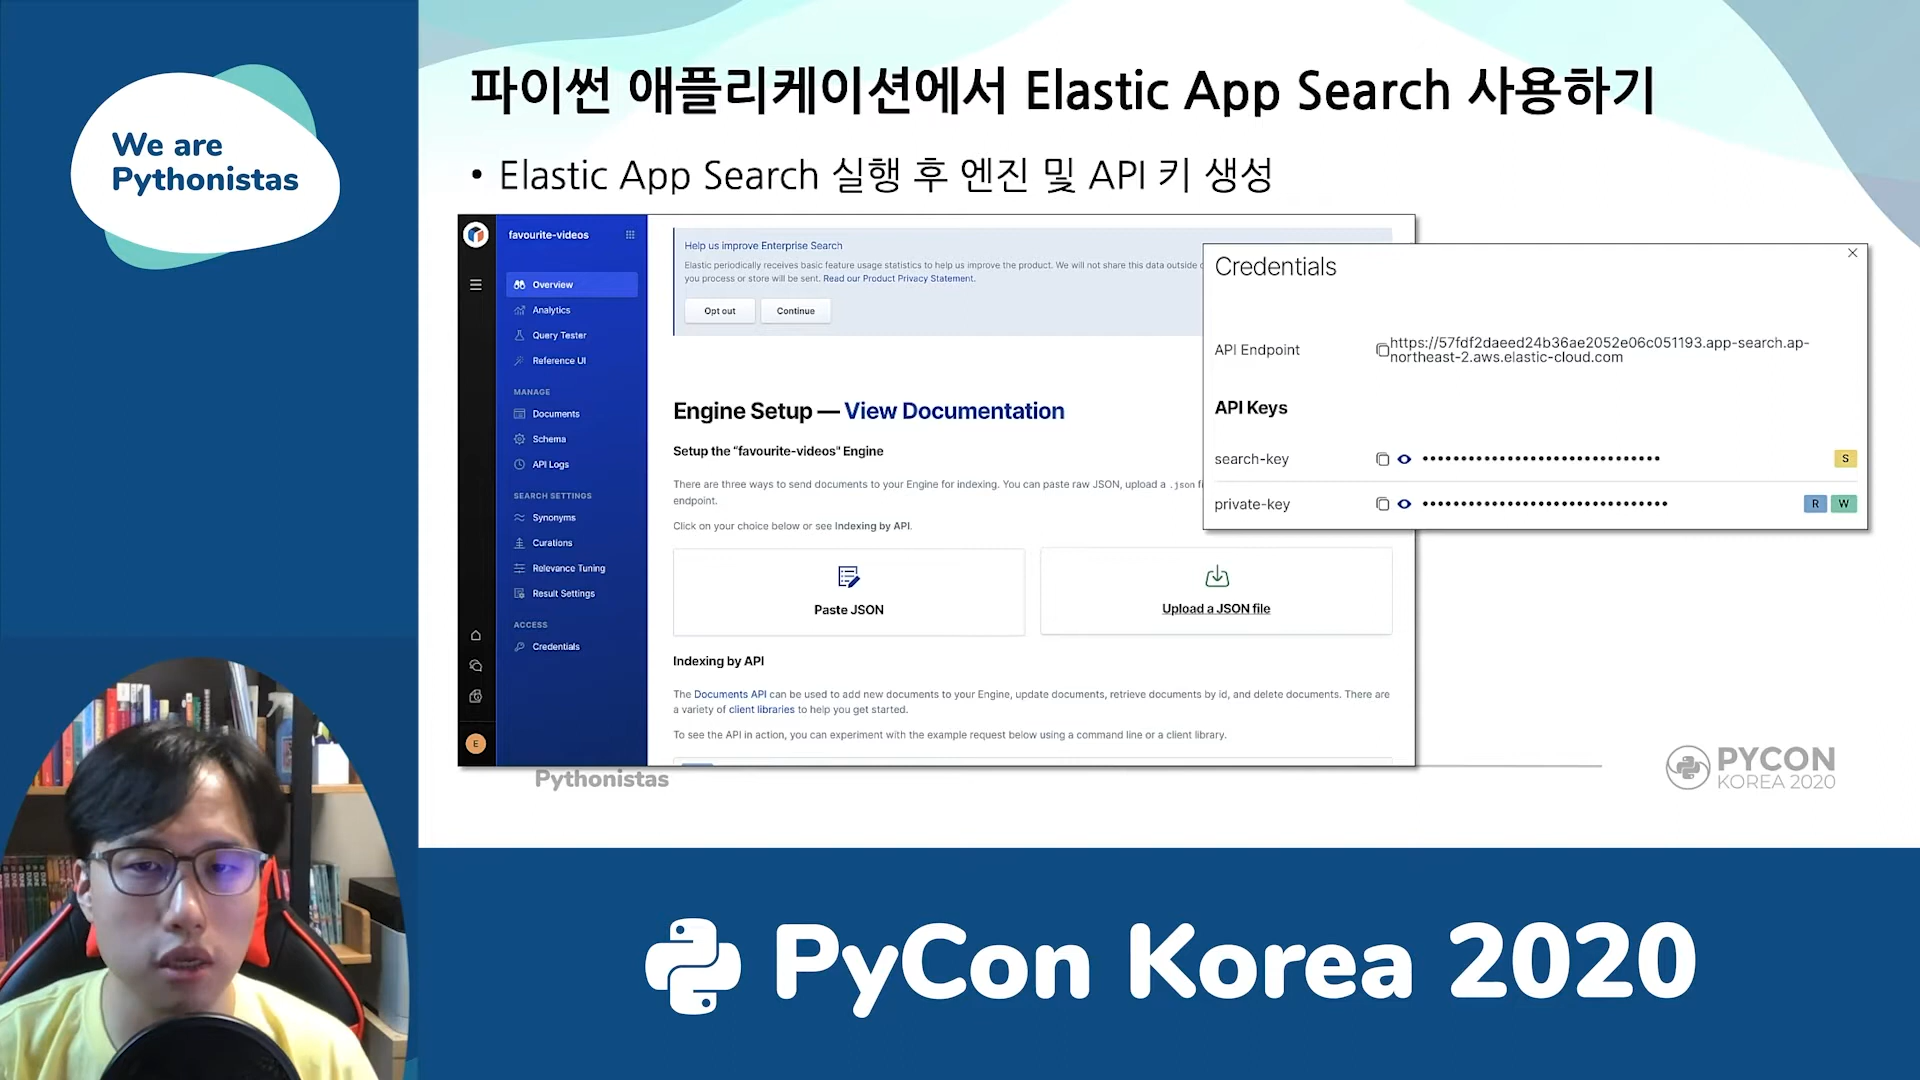 We are
Pythonistas
파이썬 애플리케이션에서 Elastic App Search 사용하기
• Elastic App Search 실행 후 엔진 및 API 키 생성
favourite-videos
Overview
Analytics
Query Tester
Reference UI
MANAGE
Documents
Schema
API Logs
SEARCH SETTINGS
Synonyms
Curations
Relevance Tuning
Result Settings
ACCESS
Credentials
E
Help us improve Enterprise Search
Elastic periodically receives basic feature usage statistics to help us improve the product. We will not share this data outside
you process or store will be sent. Read our Product Privacy Statement.
Opt out
Continue
Engine Setup — View Documentation
Setup the "favourite-videos" Engine
There are three ways to send documents to your Engine for indexing. You can paste raw JSON, upload a .json
endpoint.
Click on your choice below or see Indexing by API.
Paste JSON
Upload a JSON file
Indexing by API
The Documents API can be used to add new documents to your Engine, update documents, retrieve documents by id, and delete documents. There are
a variety of client libraries to help you get started.
To see the API in action, you can experiment with the example request below using a command line or a client library.
Credentials
API Endpoint
https://57fdf2daeed24b36ae2052e06c051193.app-search.ap-
northeast-2.aws.elastic-cloud.com
API Keys
search-key
S
private-key
R W
Pythonistas
PYCON
KOREA 2020
PyCon Korea 2020